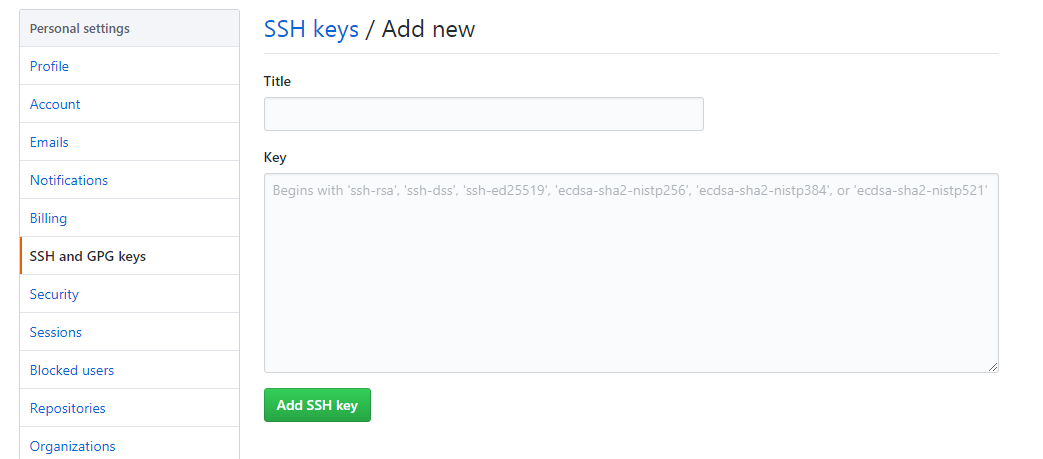 Personal settings
Profile
Account
Emails
Notifications
Billing
SSH and GPG keys
Security
Sessions
Blocked users
Repositories
Organizations
SSH keys / Add new
Title
Key
Begins with 'ssh-rsa', 'ssh-dss', 'ssh-ed25519', 'ecdsa-sha2-nistp256', 'ecdsa-sha2-nistp384', or 'ecdsa-sha2-nistp521'
Add SSH key